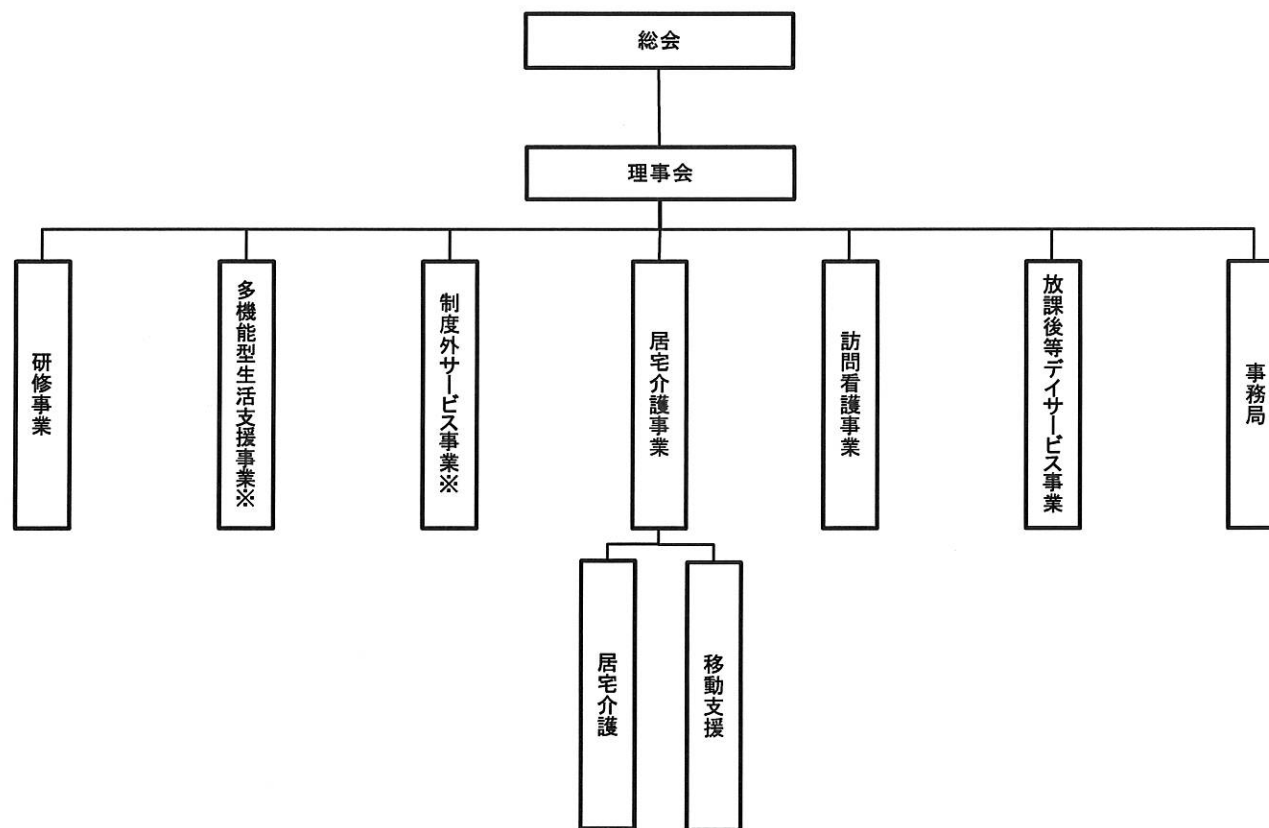 総会
理事会
研修事業
多機能型生活支援事業※
制度外サービス事業※
居宅介護事業
訪問看護事業
放課後等デイサービス事業
事務局
居宅介護
移動支援